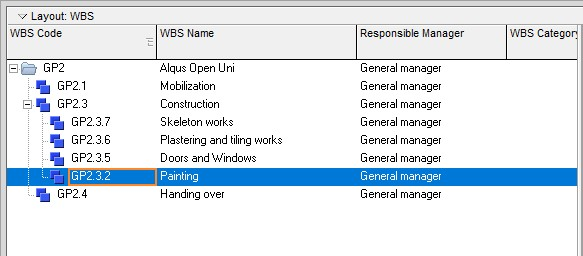 Layout: WBS
WBS Code WBS Name Responsible Manager WBS Category
GP2 Alqus Open Uni General manager
GP2.1 Mobilization General manager
GP2.3 Construction General manager
GP2.3.7 Skeleton works General manager
GP2.3.6 Plastering and tiling works General manager
GP2.3.5 Doors and Windows General manager
GP2.3.2 Painting General manager
GP2.4 Handing over General manager